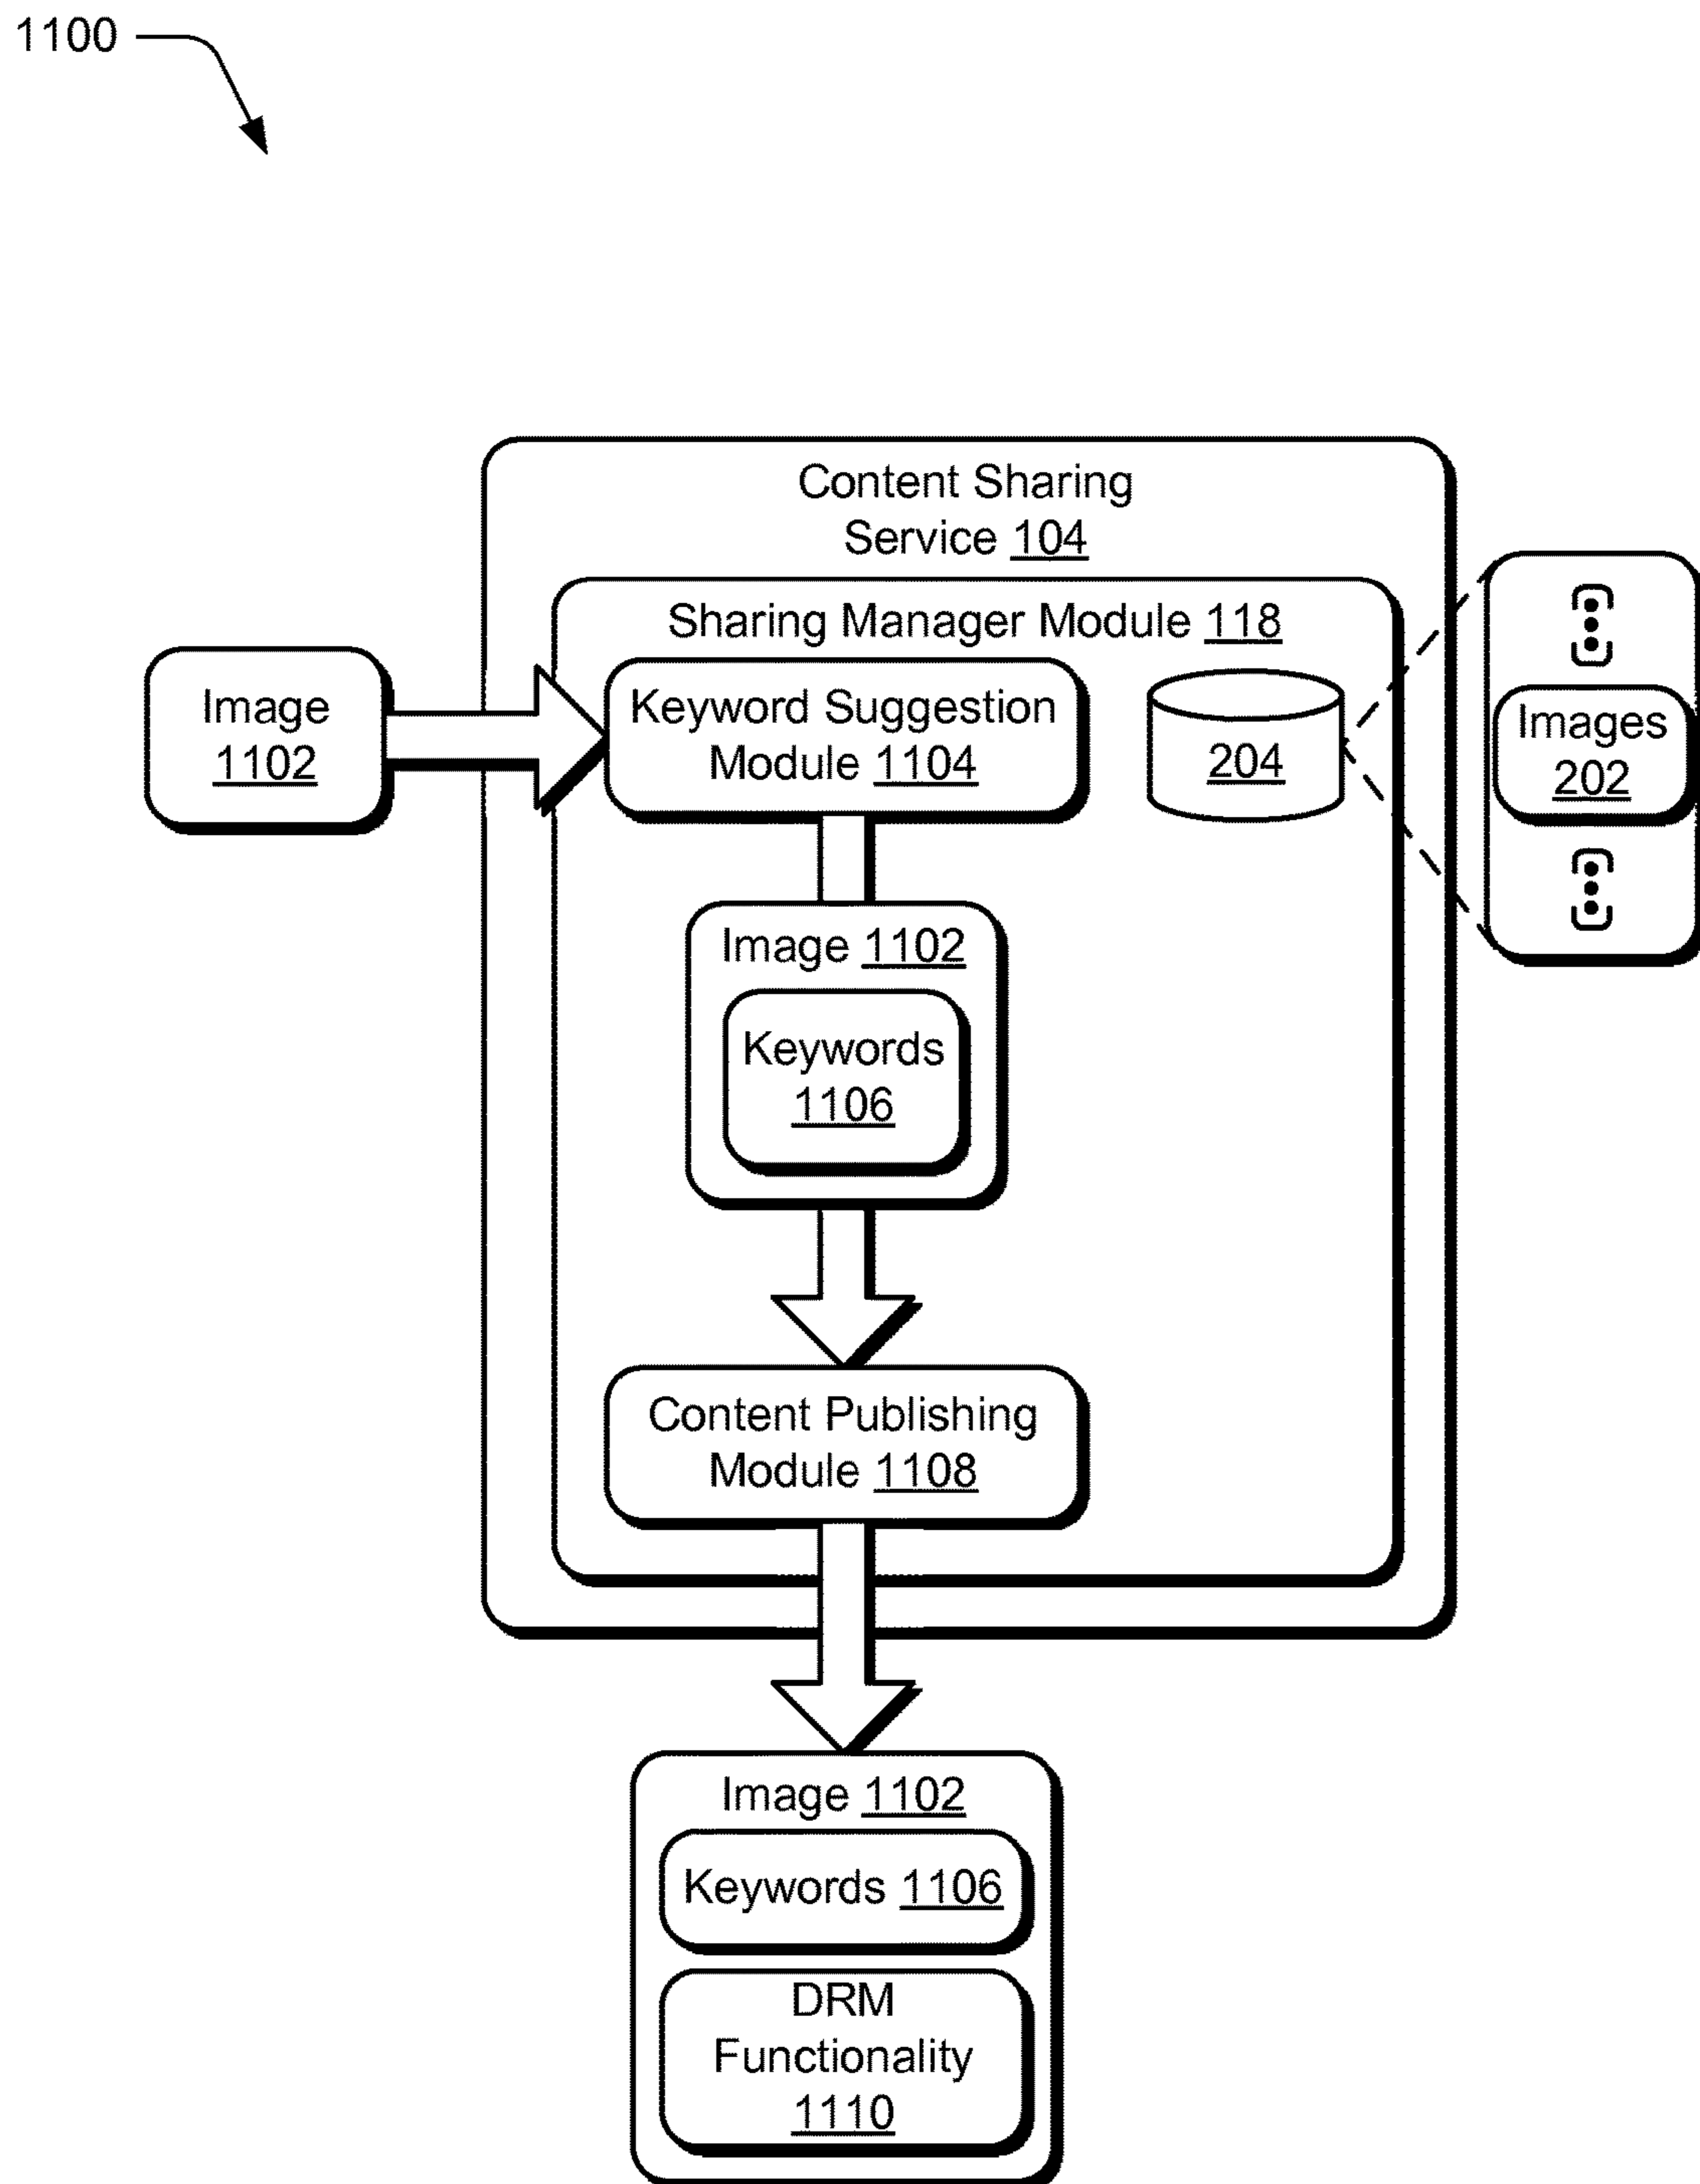 1100
Content Sharing
Service 104
Sharing Manager Module 118
Image
1102
Keyword Suggestion
Module 1104
204
Images
202
Image 1102
Keywords
1106
Content Publishing
Module 1108
Image 1102
Keywords 1106
DRM
Functionality
1110